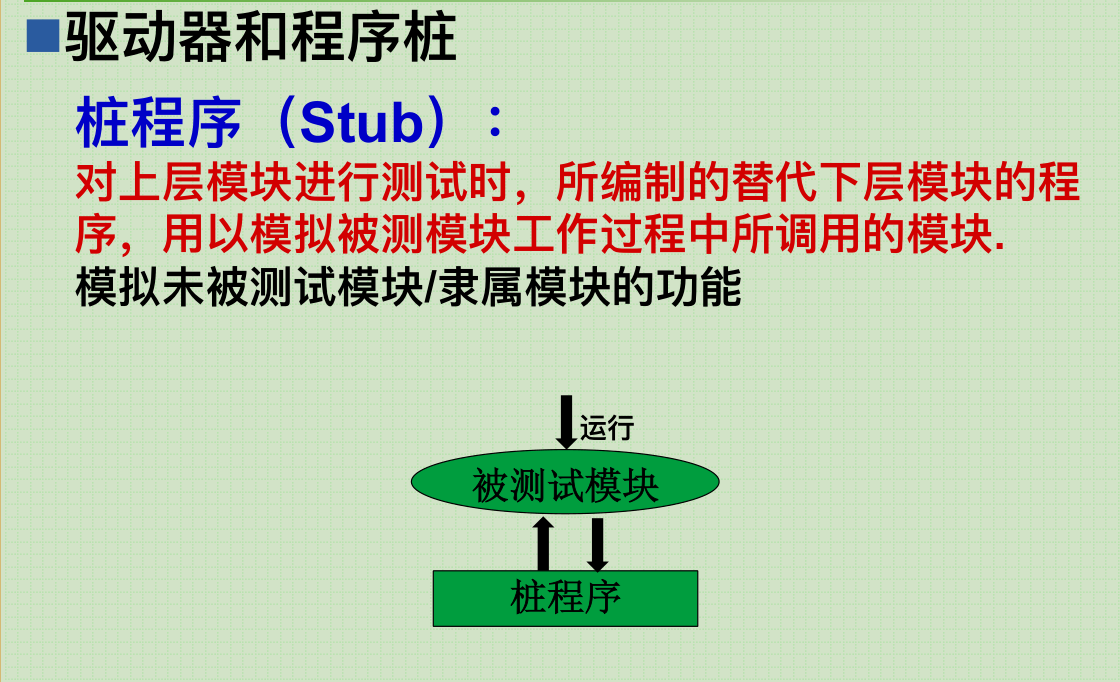 驱动器和程序桩
桩程序（Stub）：
对上层模块进行测试时，所编制的替代下层模块的程
序，用以模拟被测模块工作过程中所调用的模块.
模拟未被测试模块/隶属模块的功能
运行
被测试模块
桩程序